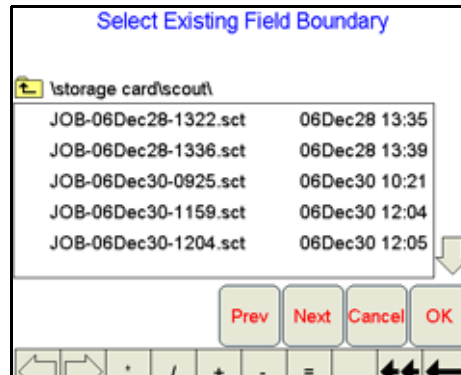 Select Existing Field Boundary
\storage card\scout\
JOB-06Dec28-1322.sct 06Dec28 13:35
JOB-06Dec28-1336.sct 06Dec28 13:39
JOB-06Dec30-0925.sct 06Dec30 10:21
JOB-06Dec30-1159.sct 06Dec30 12:04
JOB-06Dec30-1204.sct 06Dec30 12:05
Prev Next Cancel OK
* / + - =